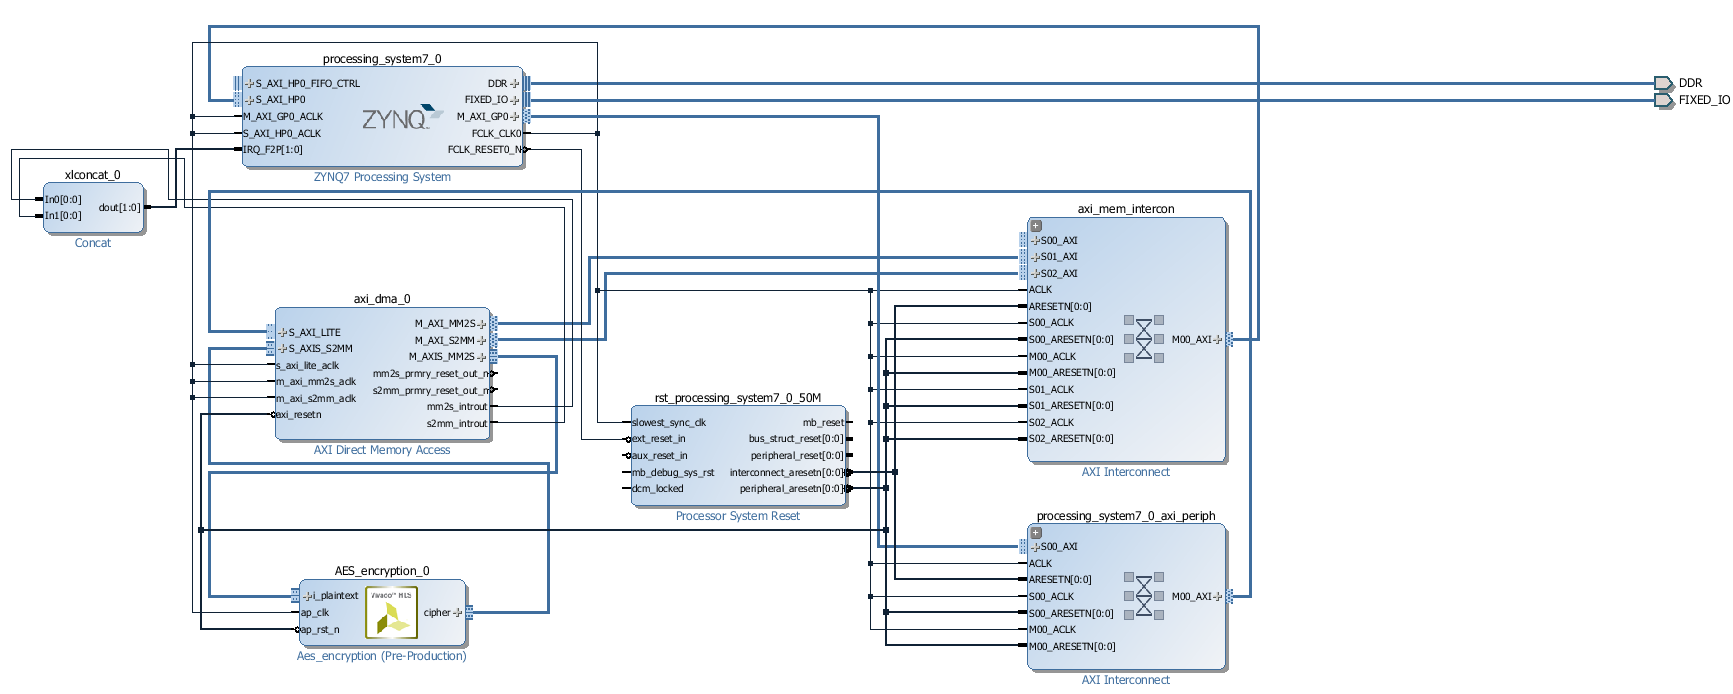 processing_system7_0
S_AXI_HP0_FIFO_CTRL
S_AXI_HP0
M_AXI_GP0_ACLK
S_AXI_HP0_ACLK
IRQ_F2P[1:0]
ZYNQ
DDR
FIXED_IO
M_AXI_GP0
FCLK_CLK0
FCLK_RESET0_N
ZYNQ7 Processing System
DDR
FIXED_IO
xlconcat_0
In0[0:0]
In1[0:0]
dout[1:0]
Concat
axi_dma_0
S_AXI_LITE
S_AXIS_S2MM
s_axi_lite_aclk
m_axi_mm2s_aclk
m_axi_s2mm_aclk
axi_resetn
M_AXI_MM2S
M_AXI_S2MM
M_AXIS_MM2S
mm2s_prmry_reset_out_n
s2mm_prmry_reset_out_n
mm2s_introut
s2mm_introut
AXI Direct Memory Access
rst_processing_system7_0_50M
slowest_sync_clk
ext_reset_in
aux_reset_in
mb_debug_sys_rst
dcm_locked
mb_reset
bus_struct_reset[0:0]
peripheral_reset[0:0]
interconnect_aresetn[0:0]
peripheral_aresetn[0:0]
Processor System Reset
axi_mem_intercon
S00_AXI
S01_AXI
S02_AXI
ACLK
ARESETN[0:0]
S00_ACLK
S00_ARESETN[0:0]
M00_ACLK
M00_ARESETN[0:0]
S01_ACLK
S01_ARESETN[0:0]
S02_ACLK
S02_ARESETN[0:0]
M00_AXI
AXI Interconnect
processing_system7_0_axi_periph
S00_AXI
ACLK
ARESETN[0:0]
S00_ACLK
S00_ARESETN[0:0]
M00_ACLK
M00_ARESETN[0:0]
M00_AXI
AXI Interconnect
AES_encryption_0
i_plaintext
ap_clk
ap_rst_n
Vivado™ HLS
cipher
Aes_encryption (Pre-Production)